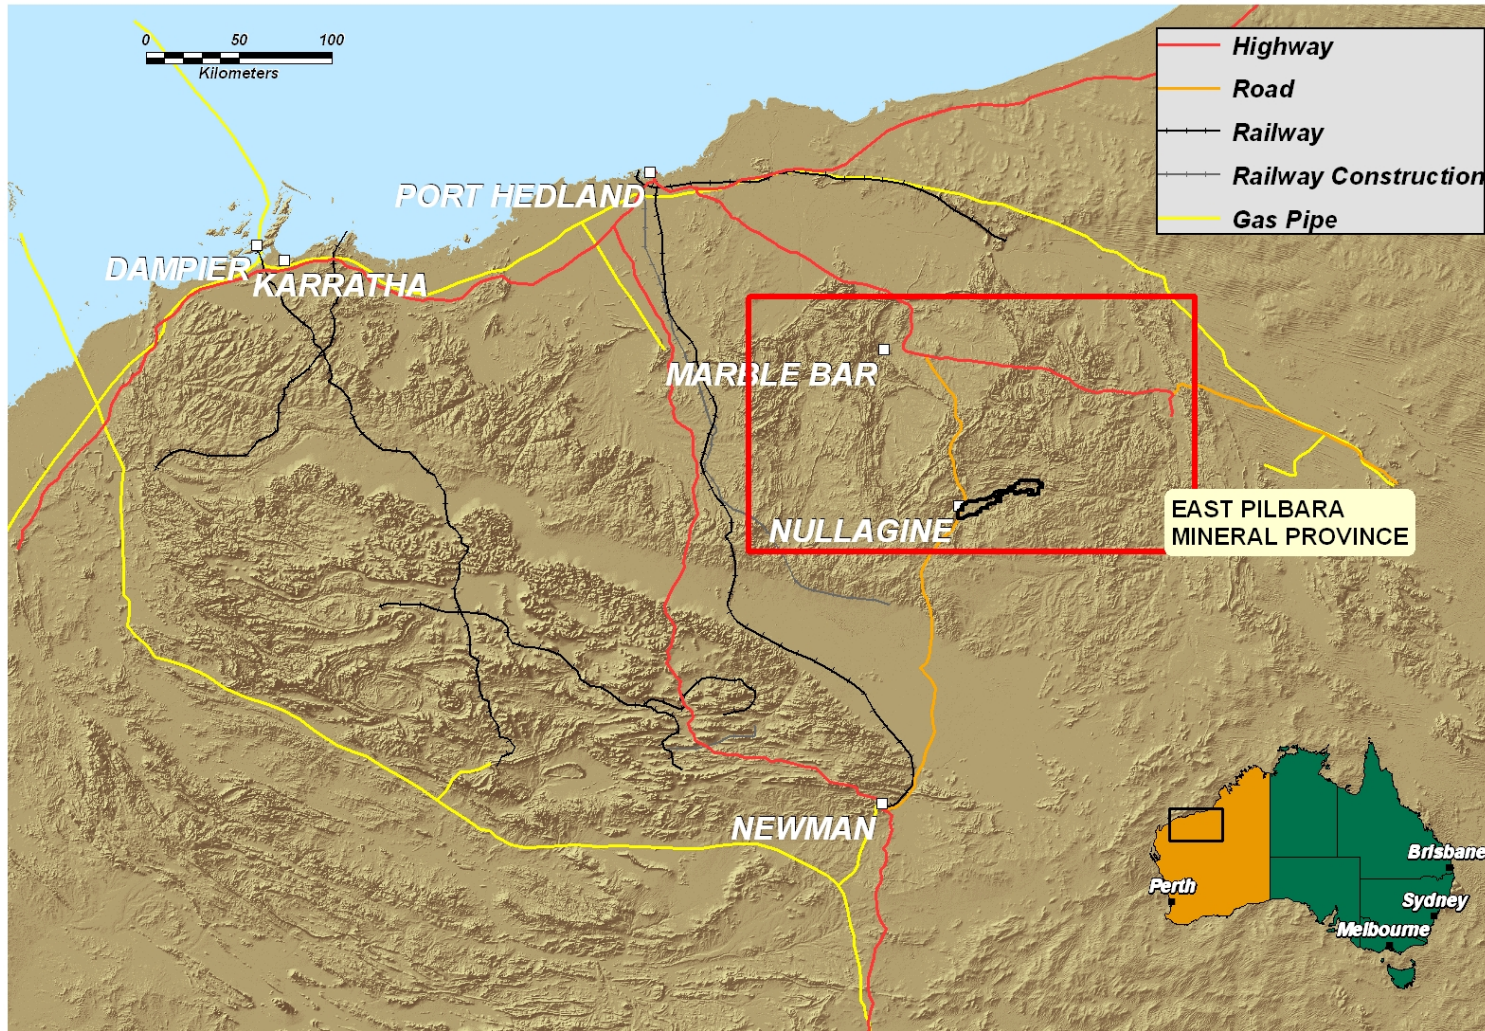 0 50 100
Kilometers
Highway
Road
Railway
Railway Construction
Gas Pipe
PORT HEDLAND
DAMPIER
KARRATHA
MARBLE BAR
NULLAGINE
EAST PILBARA
MINERAL PROVINCE
NEWMAN
Brisbane
Perth
Sydney
Melbourne